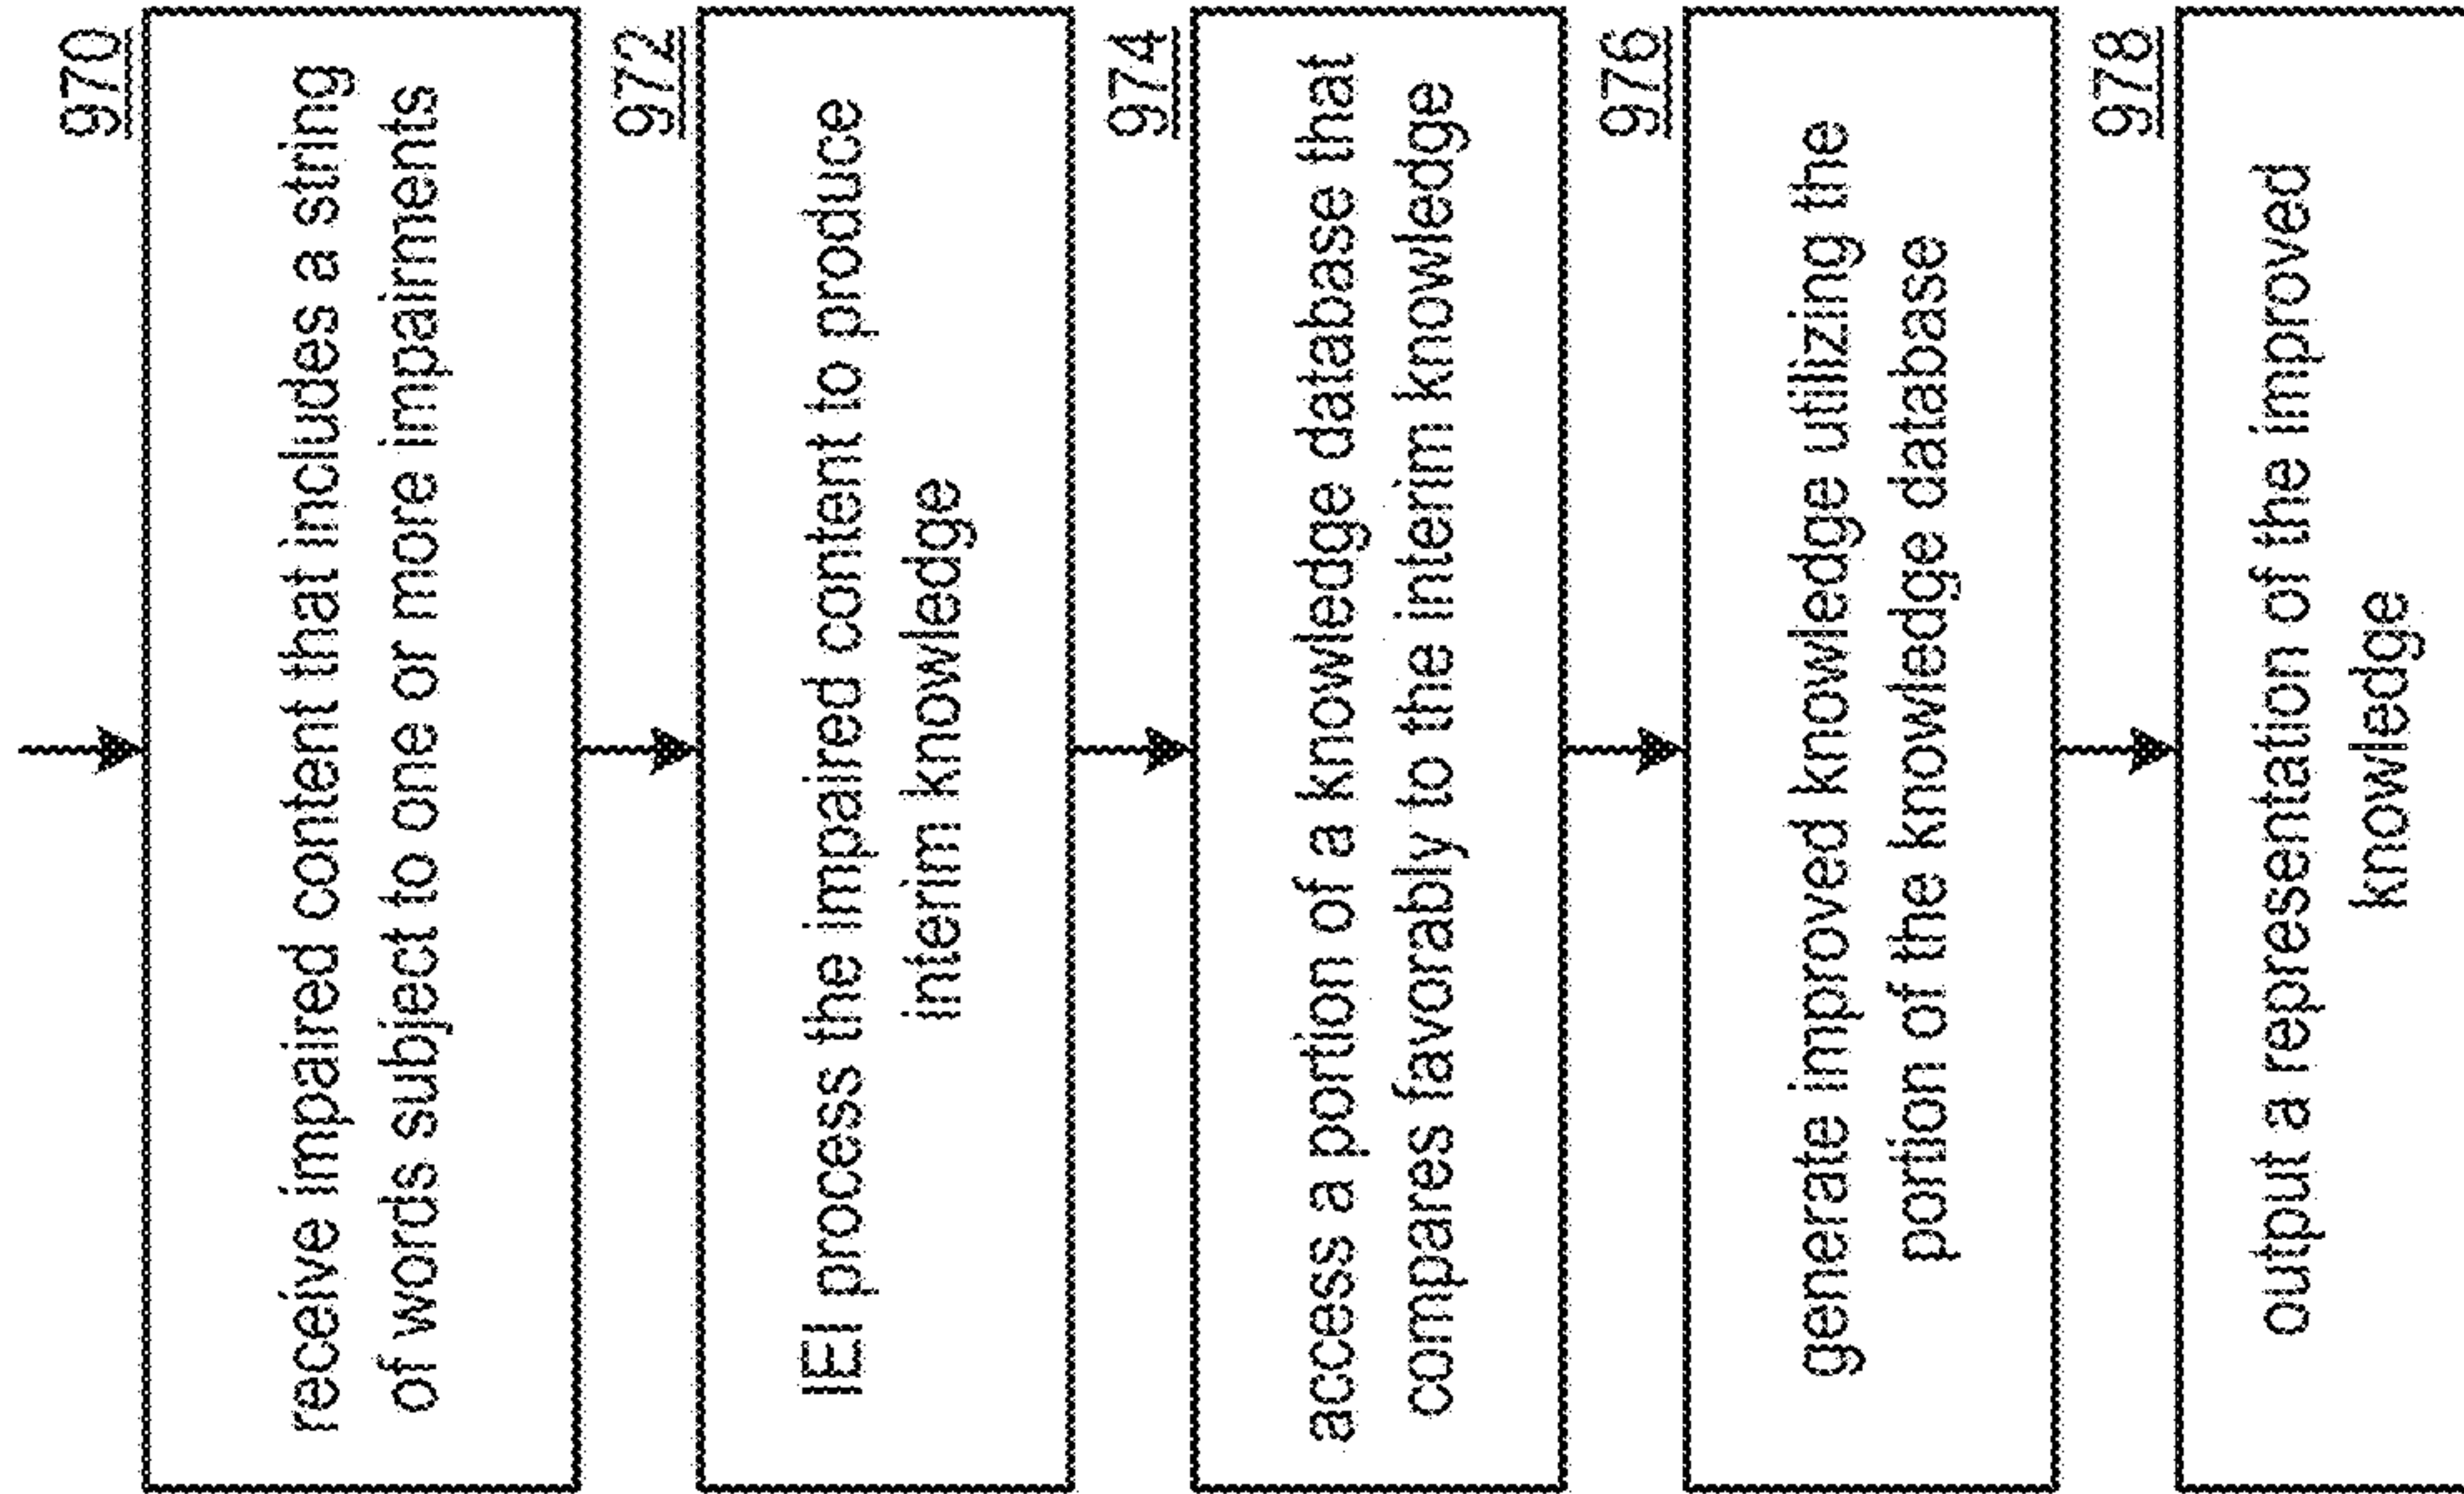 970
receive impaired content that includes a string
of words subject to one or more impairments
972
IEI process the impaired content to produce
interim knowledge
974
access a portion of a knowledge database that
compares favorably to the interim knowledge
976
generate improved knowledge utilizing the
portion of the knowledge database
978
output a representation of the improved
knowledge